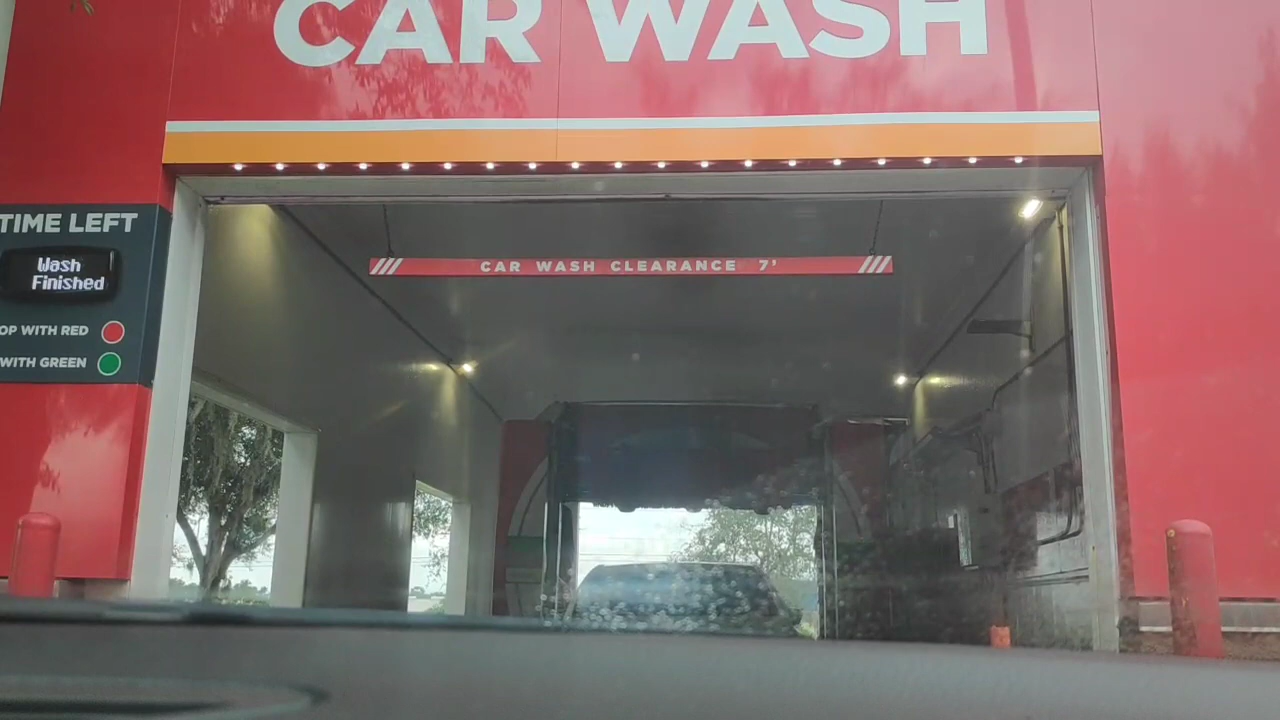 CAR WASH
TIME LEFT
Wash
Finished
OP WITH RED
WITH GREEN
CAR WASH CLEARANCE 7'